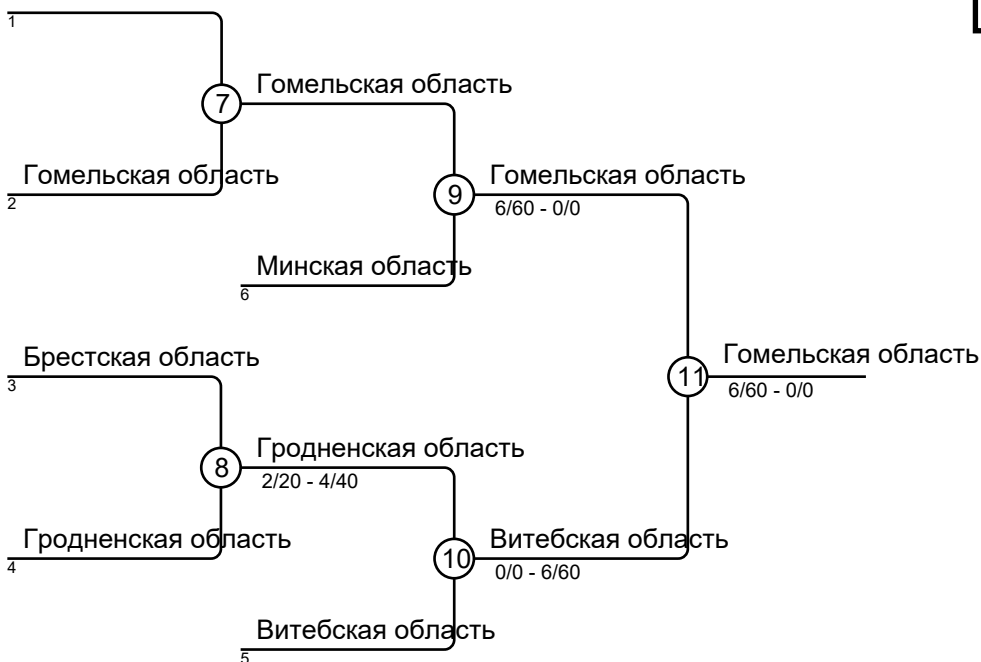 1
7
Гомельская область
Гомельская область
2
9
Гомельская область
6/60 - 0/0
Минская область
6
Брестская область
3
11
Гомельская область
6/60 - 0/0
8
Гродненская область
2/20 - 4/40
Гродненская область
4
10
Витебская область
0/0 - 6/60
Витебская область
5